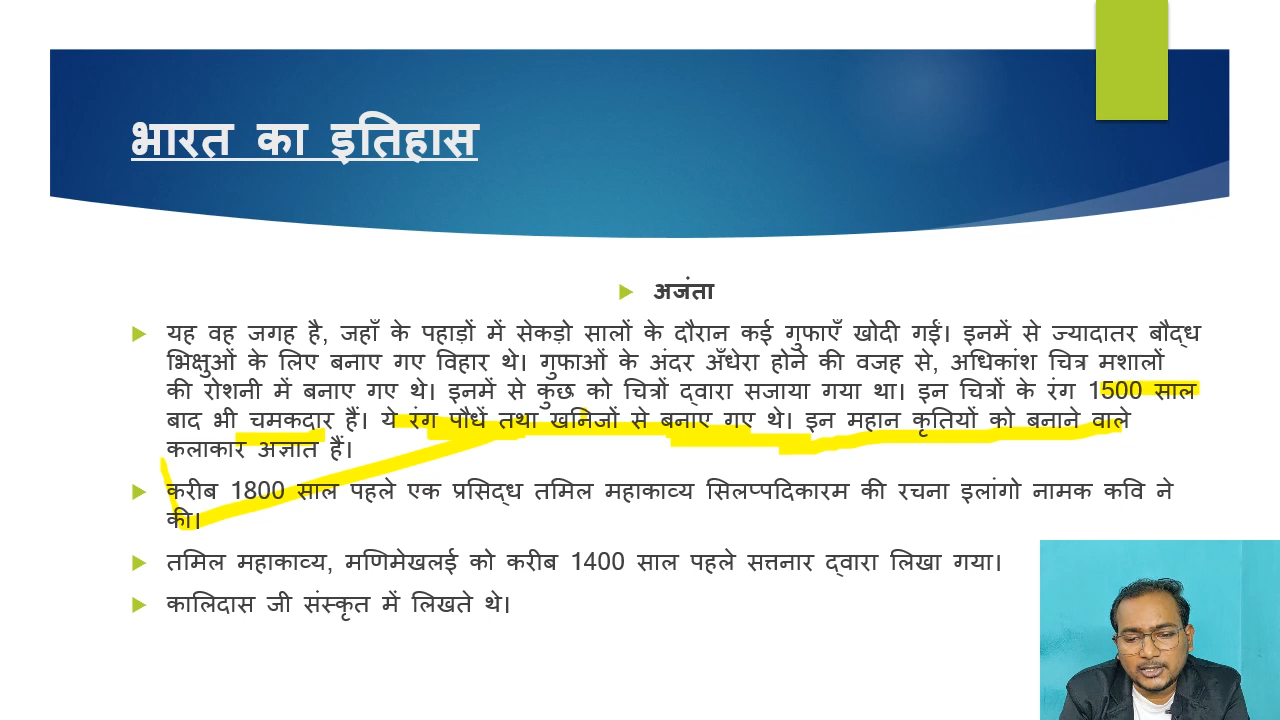 भारत का इतिहास
अजंता
यह वह जगह है, जहाँ के पहाड़ों में सेकड़ो सालों के दौरान कई गुफाएँ खोदी गईं। इनमें से ज्यादातर बौद्ध
भिक्षुओं के लिए बनाए गए विहार थे। गुफाओं के अंदर अँधेरा होने की वजह से, अधिकांश चित्र मशालों
की रोशनी में बनाए गए थे। इनमें से कुछ को चित्रों द्वारा सजाया गया था। इन चित्रों के रंग 1500 साल
बाद भी चमकदार हैं। ये रंग पौधें तथा खनिजों से बनाए गए थे। इन महान कृतियों को बनाने वाले
कलाकार अज्ञात हैं।
करीब 1800 साल पहले एक प्रसिद्ध तमिल महाकाव्य सिलप्पदिकारम की रचना इलांगो नामक कवि ने
की।
तमिल महाकाव्य, मणिमेखलई को करीब 1400 साल पहले सत्तनार द्वारा लिखा गया।
कालिदास जी संस्कृत में लिखते थे।